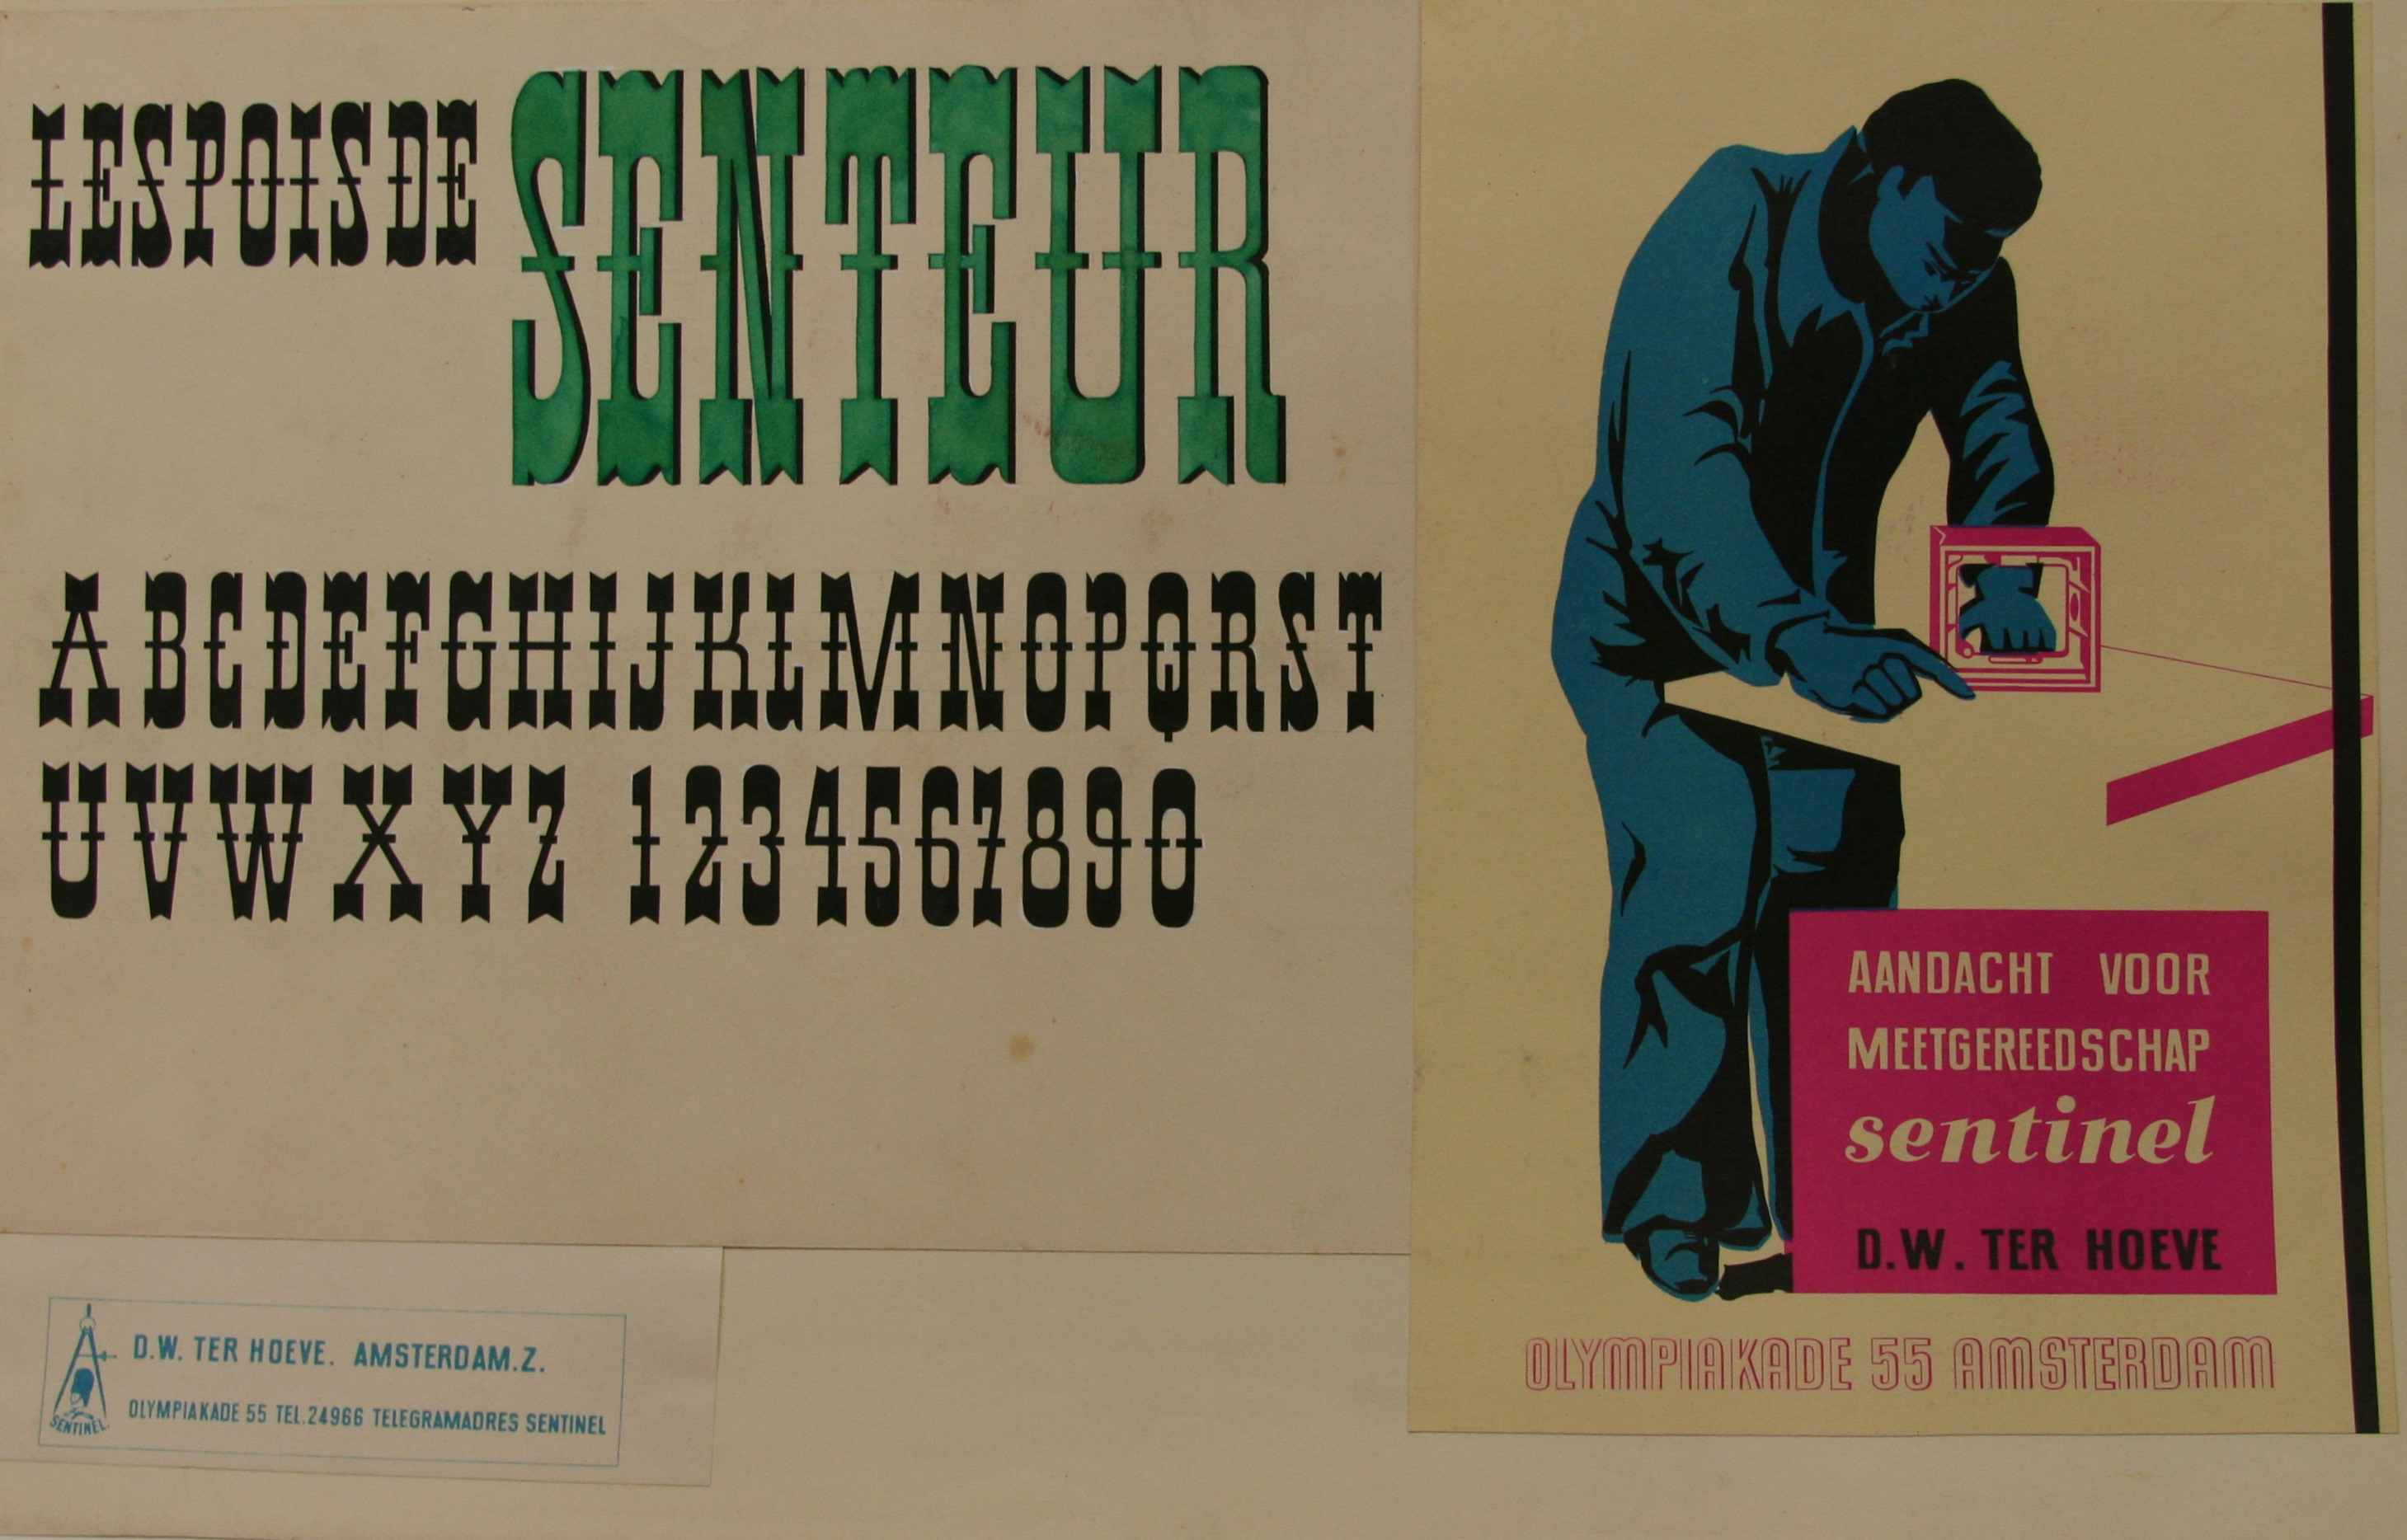 LES POIS DE SENTEUR
ABCDEFGHIJKLMNOPQRST
UVWXYZ 1234567890
AANDACHT VOOR
MEETGEREEDSCHAP
sentinel
D.W. TER HOEVE
OLYMPIAKADE 55 AMSTERDAM
D.W. TER HOEVE. AMSTERDAM.Z.
OLYMPIAKADE 55 TEL.24966 TELEGRAMADRES SENTINEL
SENTINEL